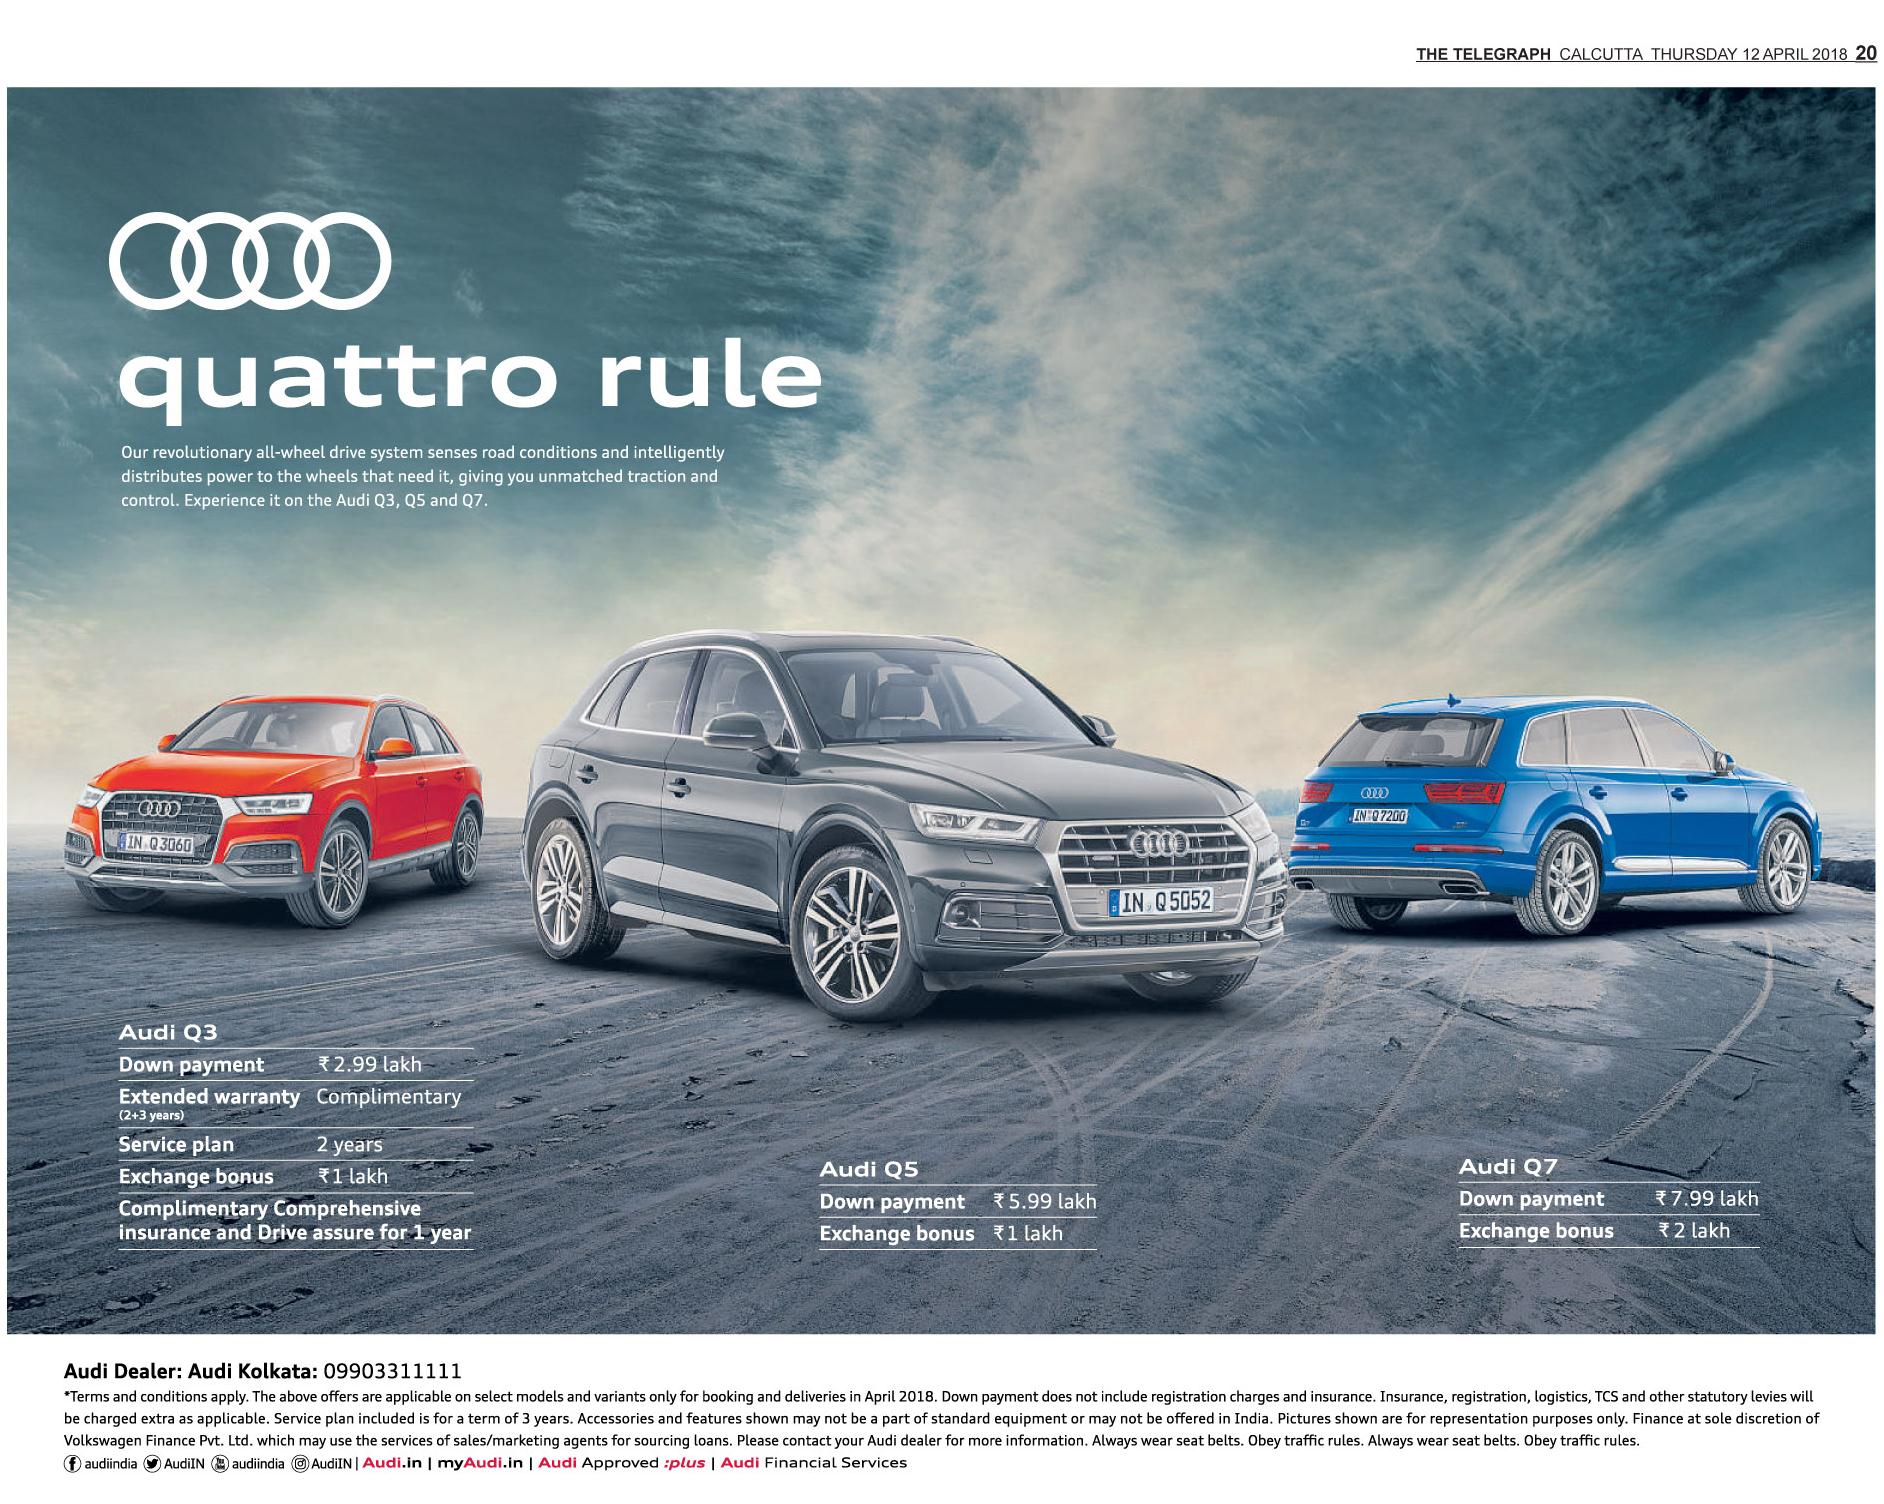 THE TELEGRAPH CALCUTTA THURSDAY 12 APRIL 2018 20
quattro rule
Our revolutionary all-wheel drive system senses road conditions and intelligently
distributes power to the wheels that need it, giving you unmatched traction and
control. Experience it on the Audi Q3, Q5 and Q7.
IN Q 3060
IN Q 5052
IN Q 7200
Audi Q3
Down payment ₹ 2.99 lakh
Extended warranty Complimentary
(2+3 years)
Service plan 2 years
Exchange bonus ₹ 1 lakh
Complimentary Comprehensive
insurance and Drive assure for 1 year
Audi Q5
Down payment ₹ 5.99 lakh
Exchange bonus ₹ 1 lakh
Audi Q7
Down payment ₹ 7.99 lakh
Exchange bonus ₹ 2 lakh
Audi Dealer: Audi Kolkata: 09903311111
*Terms and conditions apply. The above offers are applicable on select models and variants only for booking and deliveries in April 2018. Down payment does not include registration charges and insurance. Insurance, registration, logistics, TCS and other statutory levies will
be charged extra as applicable. Service plan included is for a term of 3 years. Accessories and features shown may not be a part of standard equipment or may not be offered in India. Pictures shown are for representation purposes only. Finance at sole discretion of
Volkswagen Finance Pvt. Ltd. which may use the services of sales/marketing agents for sourcing loans. Please contact your Audi dealer for more information. Always wear seat belts. Obey traffic rules. Always wear seat belts. Obey traffic rules.
audiindia AudiIN audiindia AudiIN | Audi.in | myAudi.in | Audi Approved :plus | Audi Financial Services